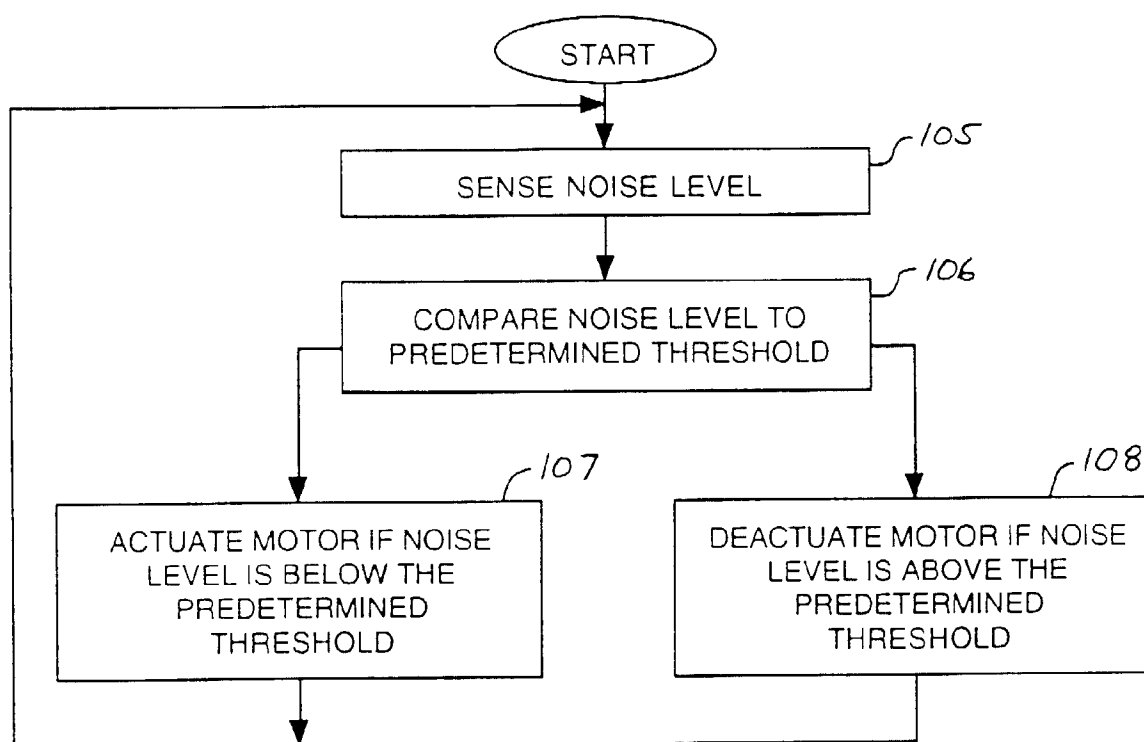 START
105
SENSE NOISE LEVEL
106
COMPARE NOISE LEVEL TO
PREDETERMINED THRESHOLD
107
ACTUATE MOTOR IF NOISE
LEVEL IS BELOW THE
PREDETERMINED
THRESHOLD
108
DEACTUATE MOTOR IF NOISE
LEVEL IS ABOVE THE
PREDETERMINED
THRESHOLD